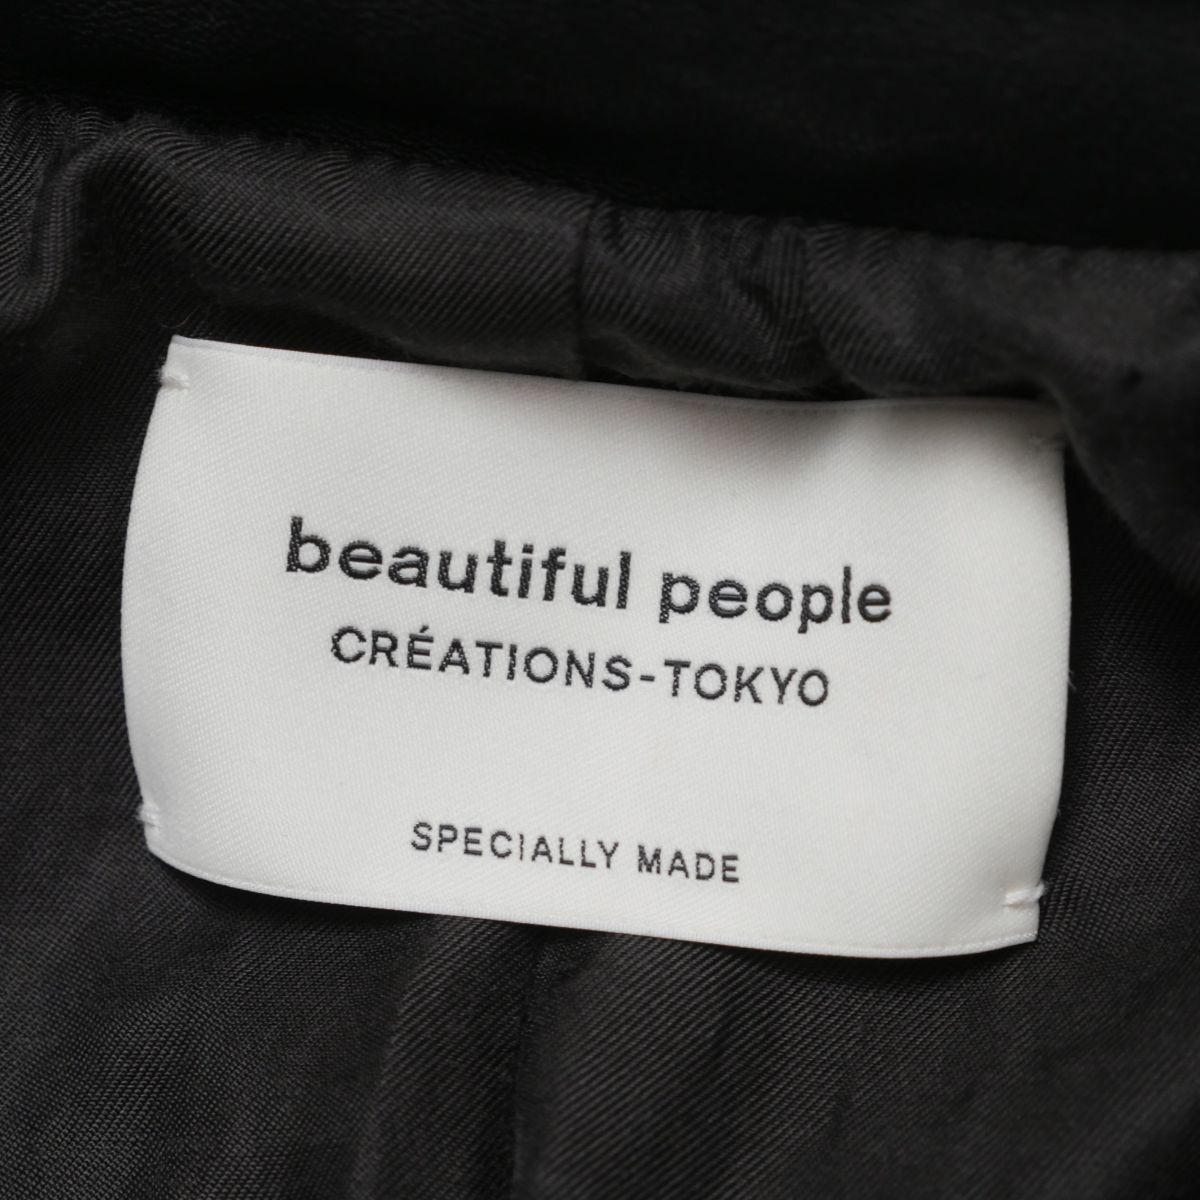 beautiful people
CRÉATIONS-TOKYO
SPECIALLY MADE